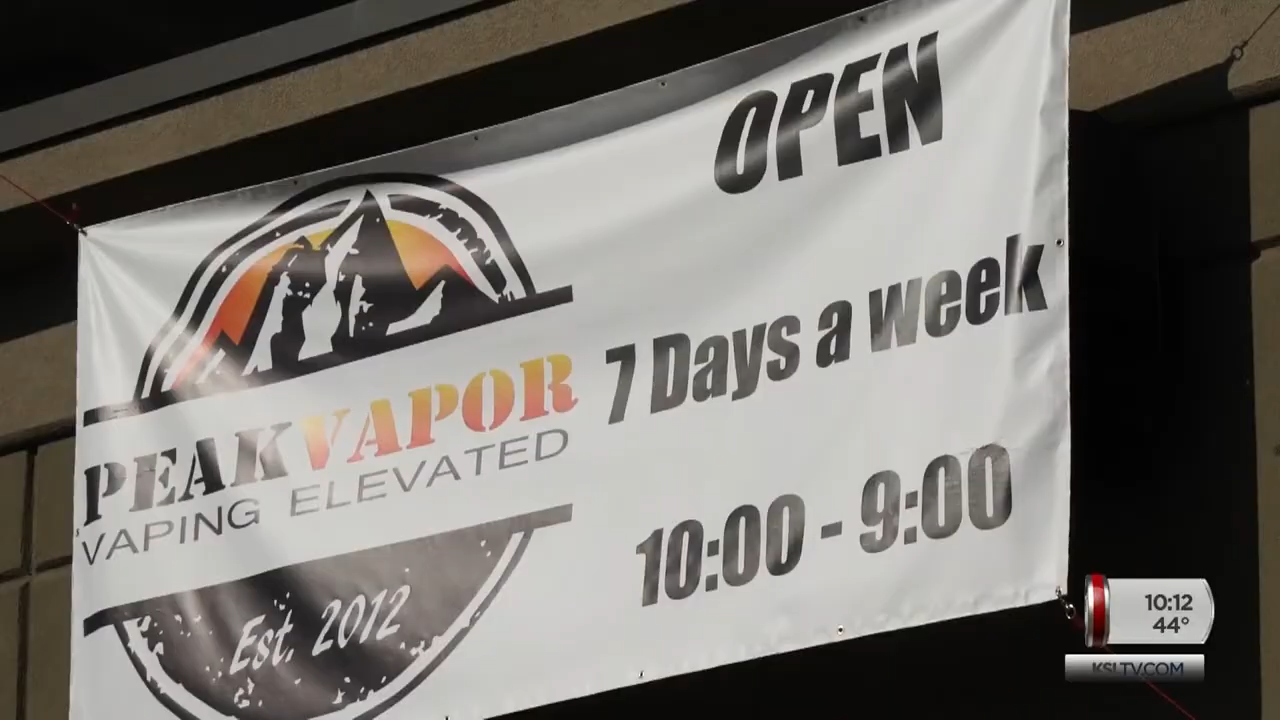 OPEN
7 Days a week
10:00 - 9:00
PEAKVAPOR
VAPING ELEVATED
Est. 2012
10:12
44°
KSLTV.COM